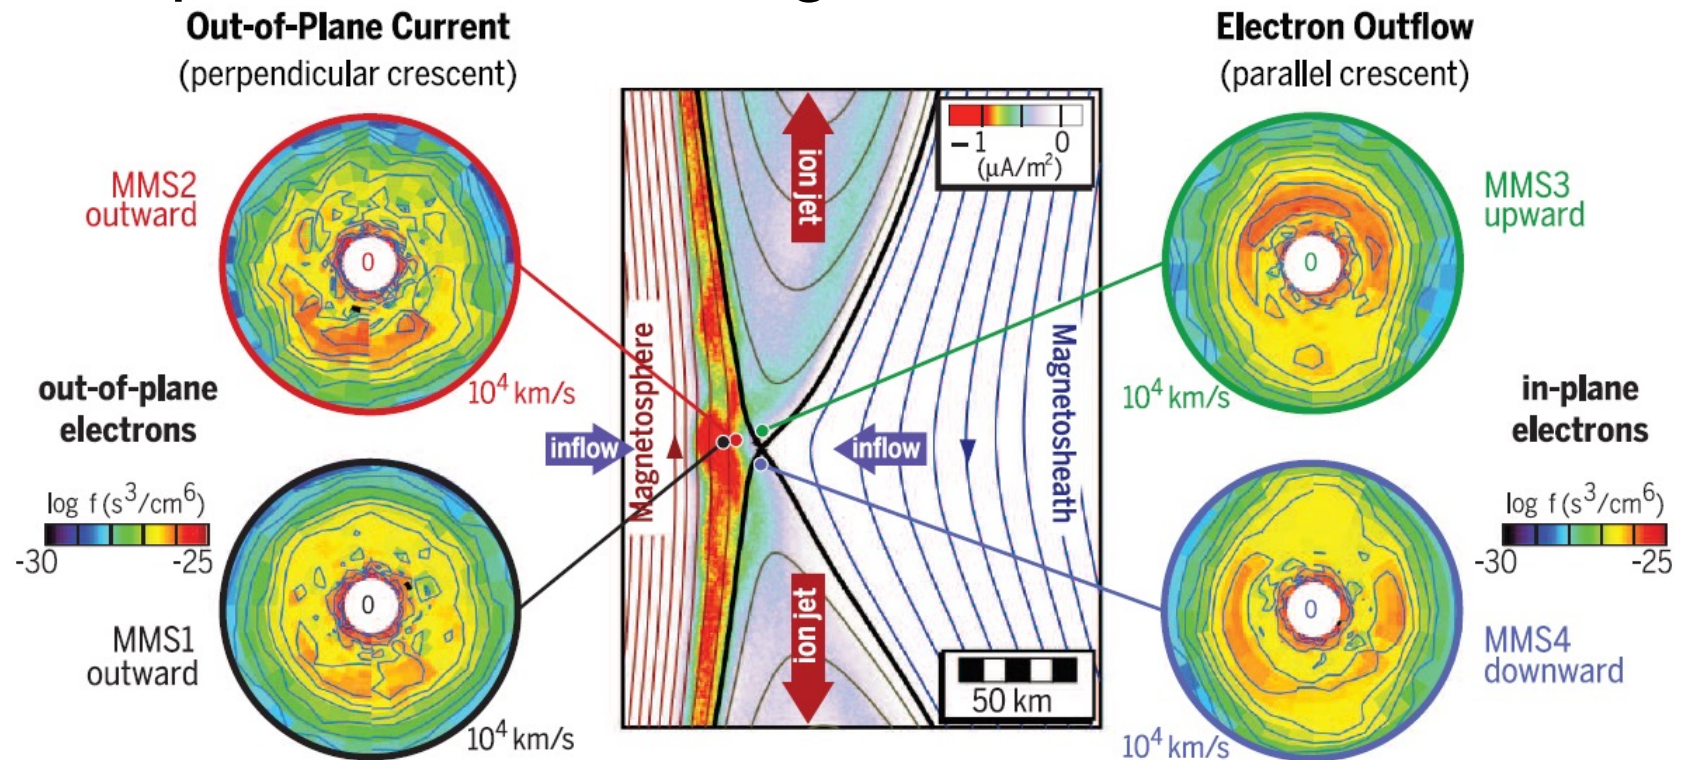 Out-of-Plane Current
(perpendicular crescent)
Electron Outflow
(parallel crescent)
MMS2
outward
0
10⁴ km/s
out-of-plane
electrons
log f (s³/cm⁶)
-30
-25
MMS1
outward
0
10⁴ km/s
ion jet
−1
0
(μA/m²)
Magnetosphere
inflow
inflow
Magnetosheath
ion jet
50 km
MMS3
upward
0
10⁴ km/s
in-plane
electrons
log f (s³/cm⁶)
-30
-25
MMS4
downward
0
10⁴ km/s